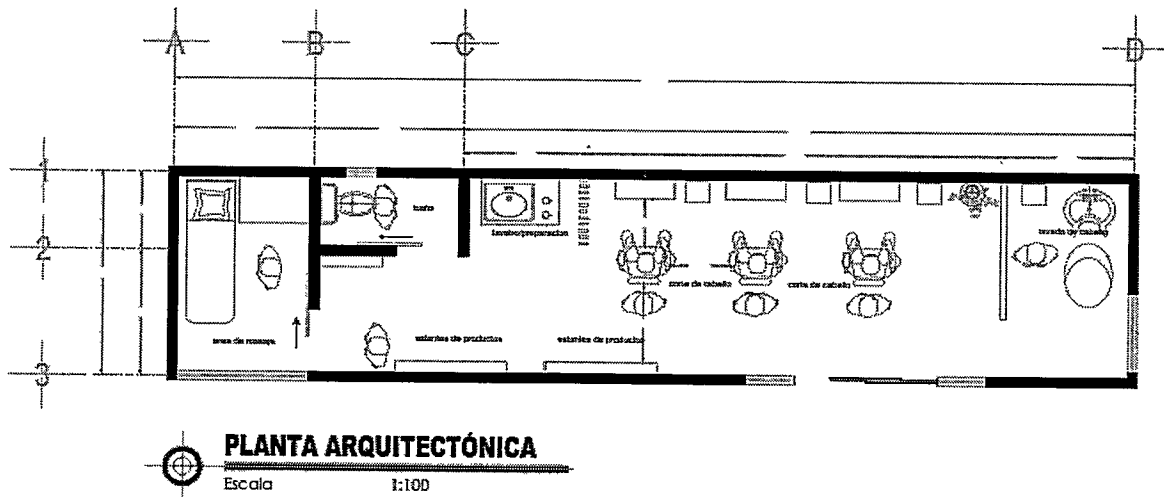 A B C D
1
2
3
baño
lavabo/preparacion
lavado de cabello
corte de cabello
corte de cabello
area de masaje
estantes de productos
estantes de producto
PLANTA ARQUITECTÓNICA
Escala 1:100